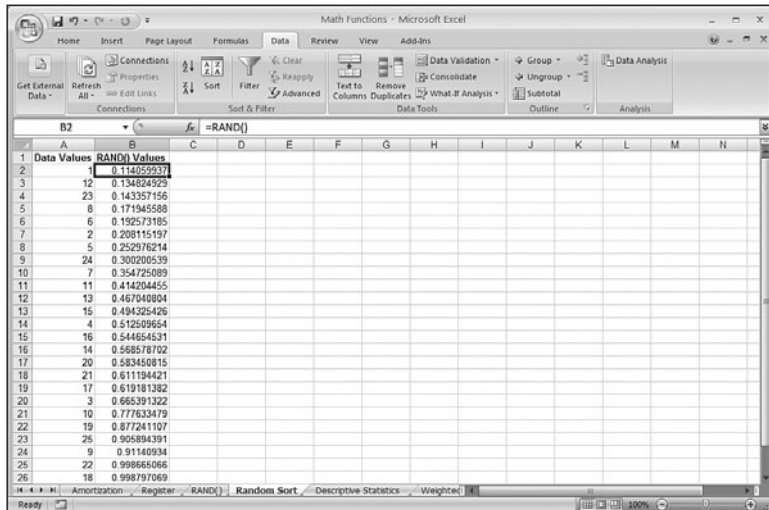 Math Functions - Microsoft Excel
Home Insert Page Layout Formulas Data Review View Add-Ins
Get External Data
Refresh All
Connections
Properties
Edit Links
Connections
Sort
Filter
Clear
Reapply
Advanced
Sort & Filter
Text to Columns
Remove Duplicates
Data Validation
Consolidate
What-If Analysis
Data Tools
Group
Ungroup
Subtotal
Outline
Data Analysis
Analysis
B2 fx =RAND()
A B C D E F G H I J K L M N
1 Data Values RAND() Values
2 1 0.114059937
3 12 0.134824929
4 23 0.143357156
5 8 0.171945588
6 6 0.192573185
7 2 0.208115197
8 5 0.252976214
9 24 0.300200539
10 7 0.354725089
11 11 0.414204455
12 13 0.467040804
13 15 0.494325426
14 4 0.512509654
15 16 0.544654531
16 14 0.568578702
17 20 0.583450815
18 21 0.611194421
19 17 0.619181382
20 3 0.665391322
21 10 0.777633479
22 19 0.877241107
23 25 0.905894391
24 9 0.91140934
25 22 0.998665066
26 18 0.998797069
Amortization Register RAND() Random Sort Descriptive Statistics Weighted
Ready 100%